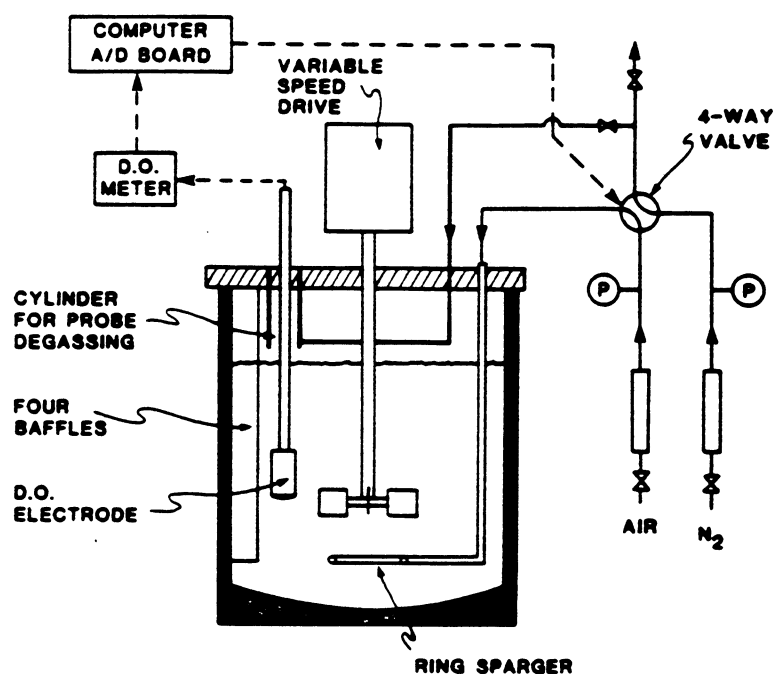 COMPUTER
A/D BOARD
VARIABLE
SPEED
DRIVE
4-WAY
VALVE
D.O.
METER
P
P
CYLINDER
FOR PROBE
DEGASSING
FOUR
BAFFLES
D.O.
ELECTRODE
AIR
N2
RING SPARGER